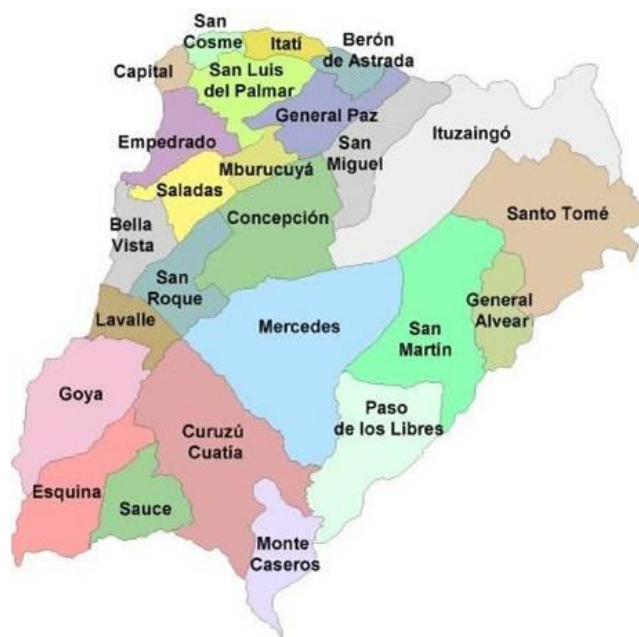 San
Cosme
Itatí
Berón
de Astrada
Capital
San Luis
del Palmar
General Paz
Ituzaingó
Empedrado
San
Miguel
Mburucuyá
Saladas
Concepción
Santo Tomé
Bella
Vista
San
Roque
General
Alvear
Lavalle
Mercedes
San
Martín
Goya
Paso
de los Libres
Curuzú
Cuatía
Esquina
Sauce
Monte
Caseros